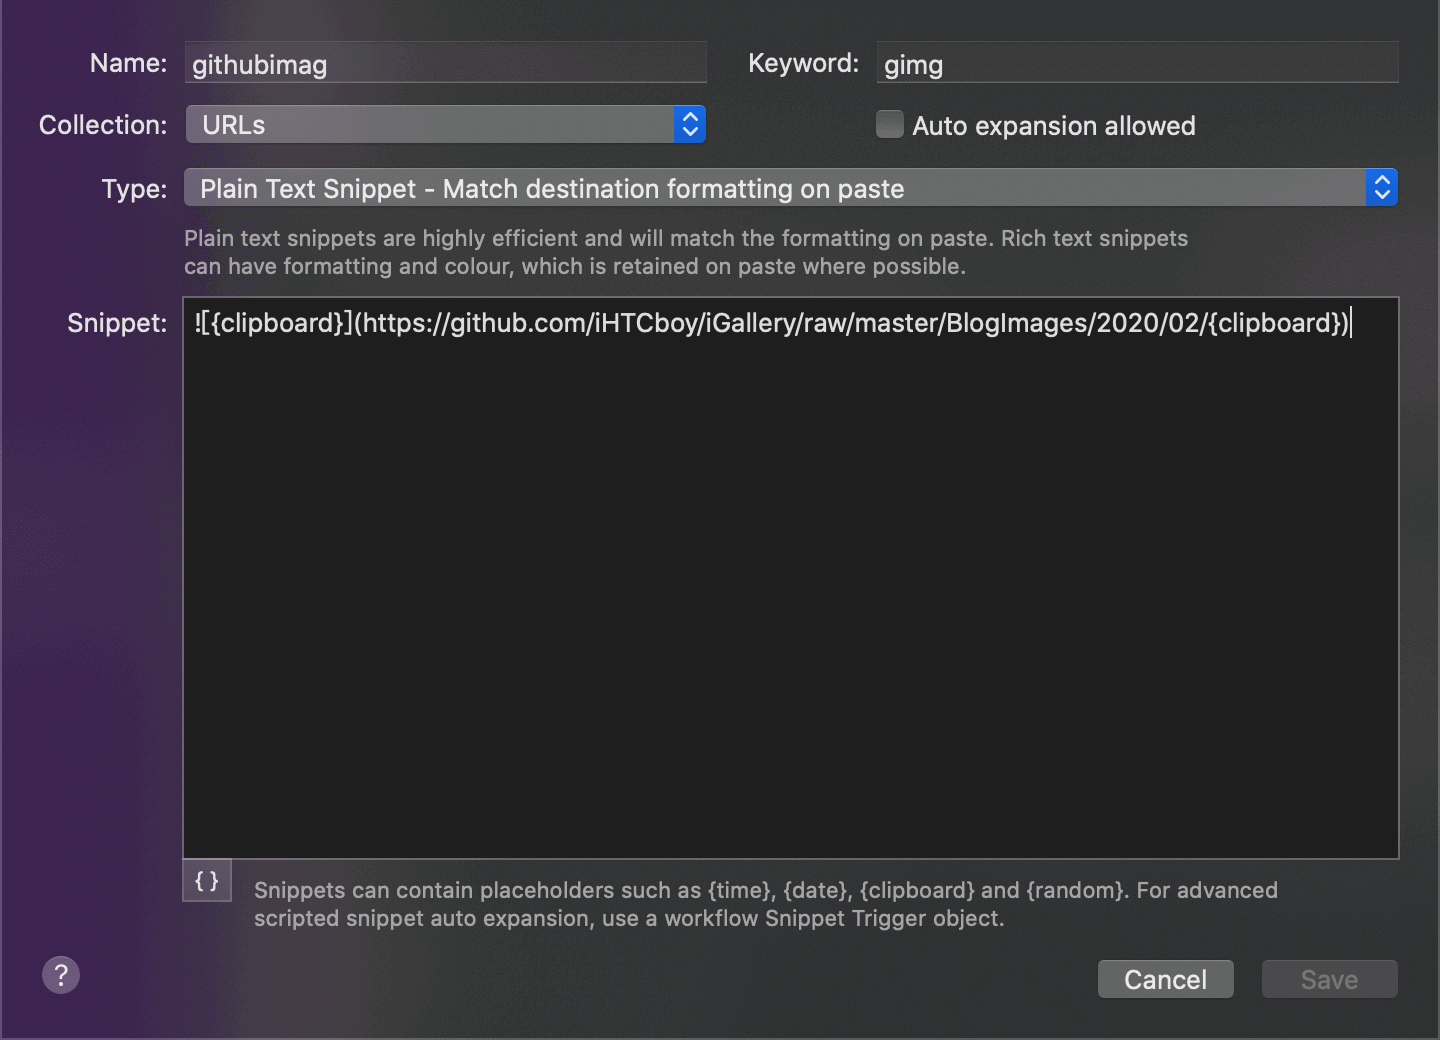 Name: githubimag Keyword: gimg
Collection: URLs Auto expansion allowed
Type: Plain Text Snippet - Match destination formatting on paste
Plain text snippets are highly efficient and will match the formatting on paste. Rich text snippets
can have formatting and colour, which is retained on paste where possible.
Snippet: ![{clipboard}](https://github.com/iHTCboy/iGallery/raw/master/BlogImages/2020/02/{clipboard})
{ } Snippets can contain placeholders such as {time}, {date}, {clipboard} and {random}. For advanced
scripted snippet auto expansion, use a workflow Snippet Trigger object.
? Cancel Save